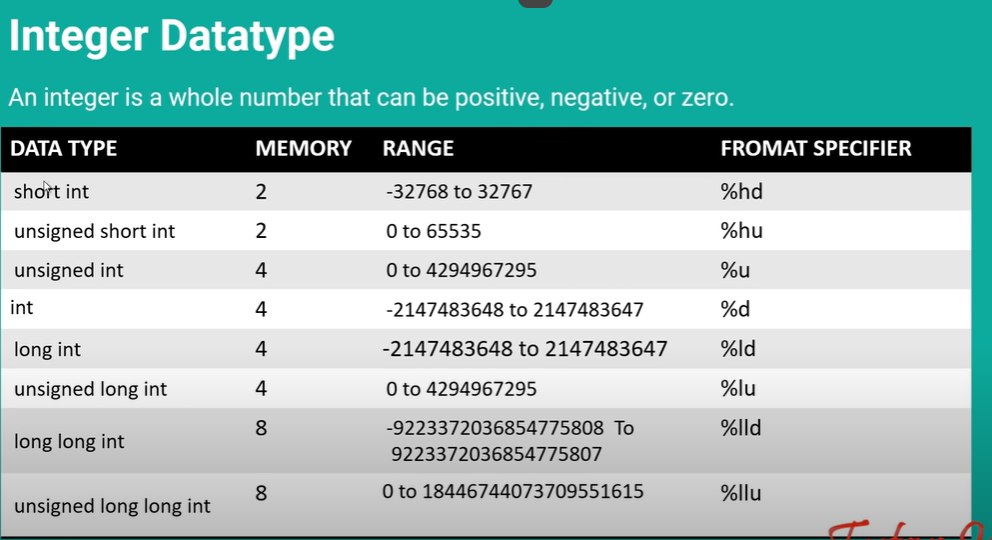 Integer Datatype
An integer is a whole number that can be positive, negative, or zero.
DATA TYPE MEMORY RANGE FROMAT SPECIFIER
short int 2 -32768 to 32767 %hd
unsigned short int 2 0 to 65535 %hu
unsigned int 4 0 to 4294967295 %u
int 4 -2147483648 to 2147483647 %d
long int 4 -2147483648 to 2147483647 %ld
unsigned long int 4 0 to 4294967295 %lu
long long int 8 -9223372036854775808 To %lld
9223372036854775807
unsigned long long int 8 0 to 18446744073709551615 %llu